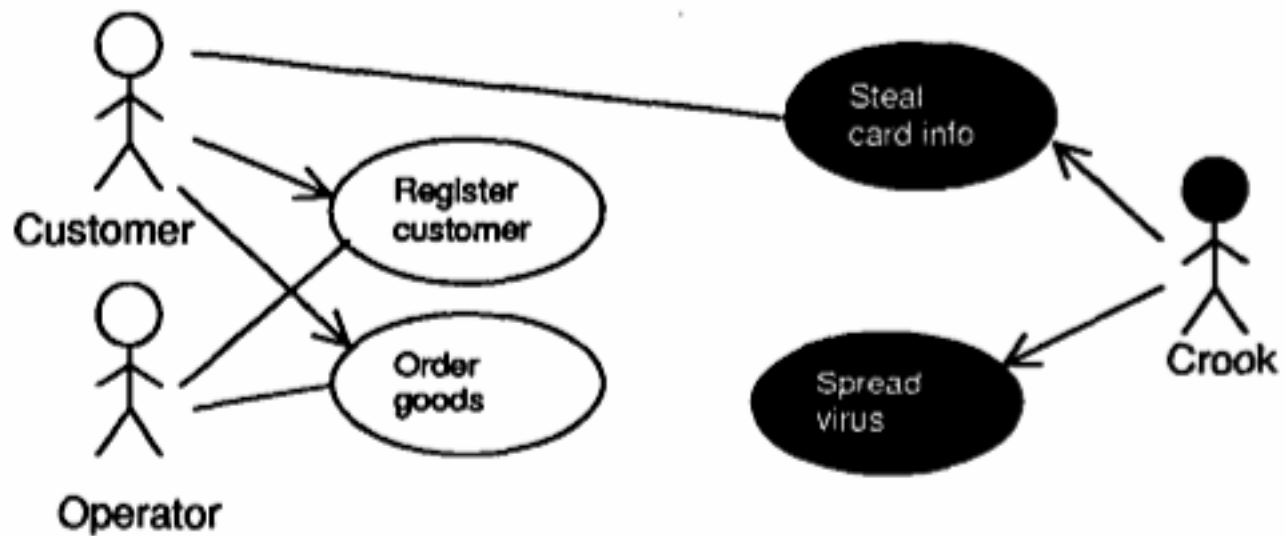 Steal
card info
Register
customer
Customer
Order
goods
Spread
virus
Crook
Operator